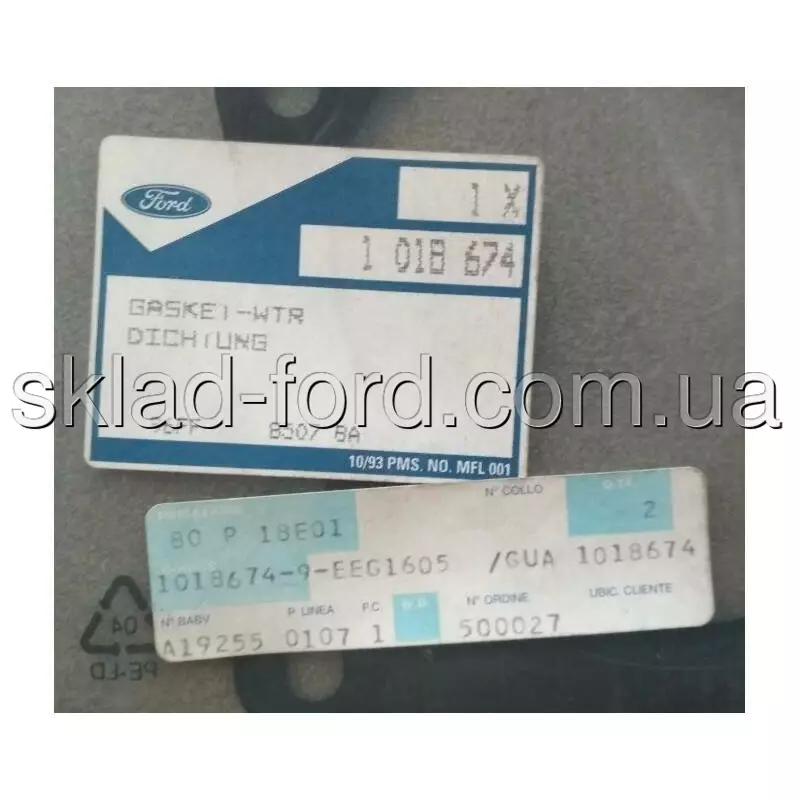 Ford
1 X
1 018 674
GASKET-WTR
DICHTUNG
sklad-ford.com.ua
8507 BA
10/93 PMS. NO. MFL 001
N° COLLO
Q.TE
80 P 18E01
2
1018674-9-EEG1605 /GUA 1018674
N° BABV P. LINEA P.C N° ORDINE UBIC. CLIENTE
A19255 0107 1 500027
04
PE-LD